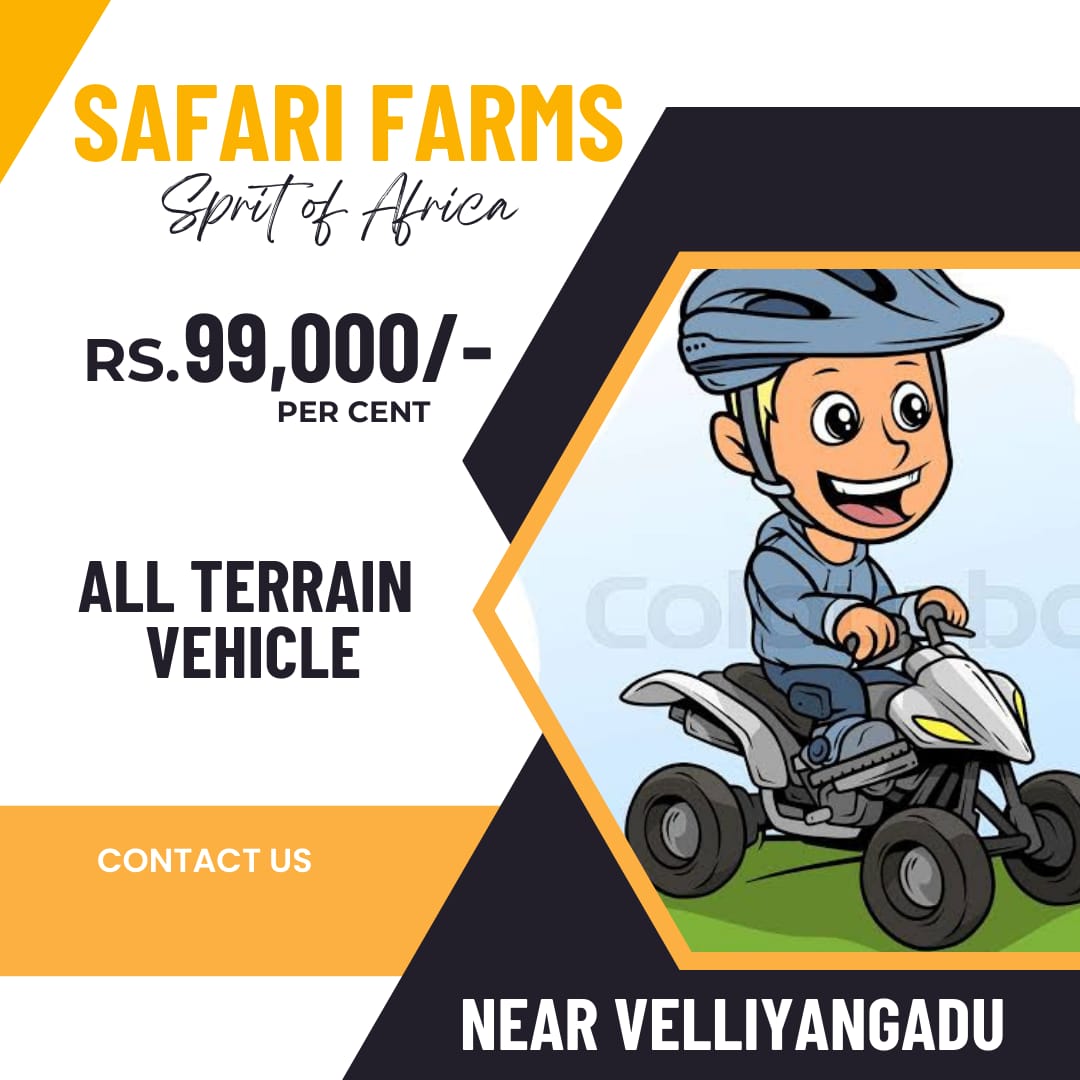 SAFARI FARMS
Sprit of Africa
RS.99,000/-
PER CENT
ALL TERRAIN
VEHICLE
CONTACT US
NEAR VELLIYANGADU